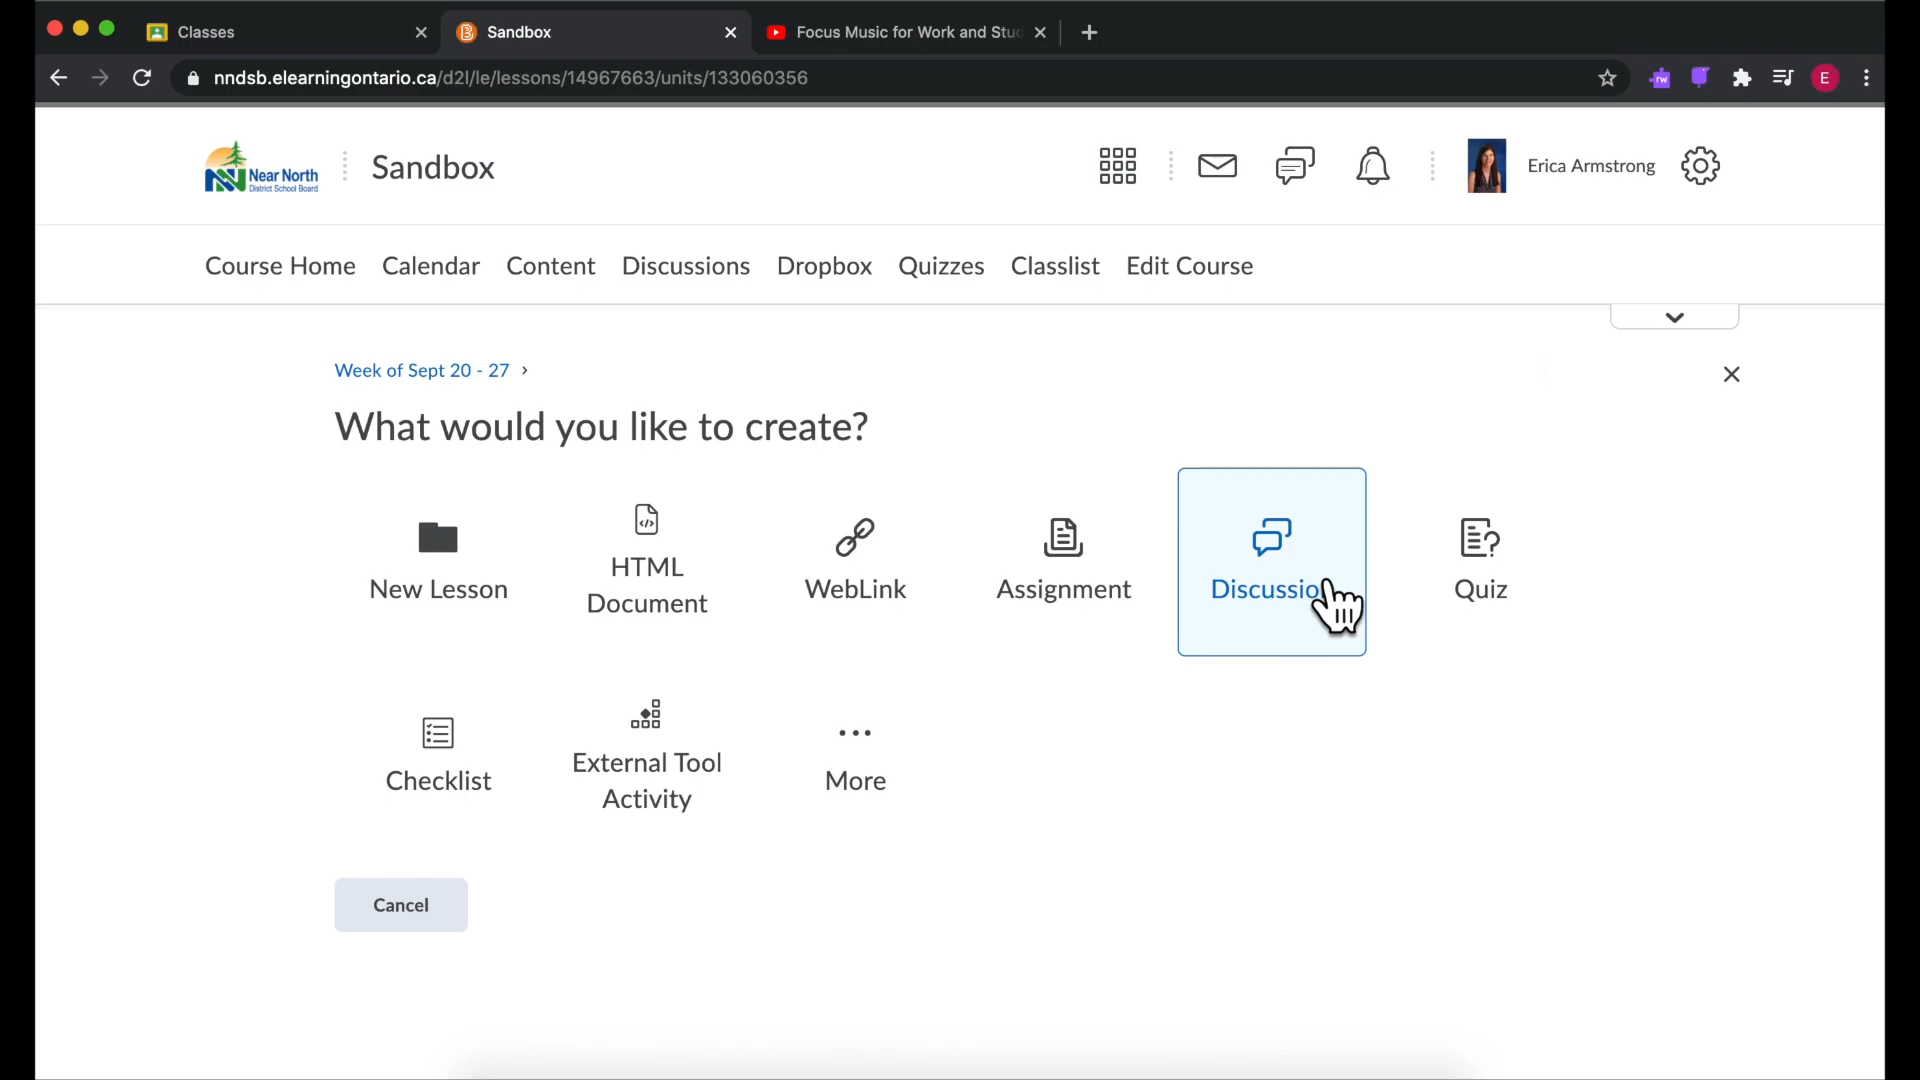 Classes
Sandbox
Focus Music for Work and Stud
nndsb.elearningontario.ca/d2l/le/lessons/14967663/units/133060356
rw
E
Near North
District School Board
Sandbox
Erica Armstrong
Course Home
Calendar
Content
Discussions
Dropbox
Quizzes
Classlist
Edit Course
Week of Sept 20 - 27
What would you like to create?
New Lesson
HTML
Document
WebLink
Assignment
Discussio
Quiz
Checklist
External Tool
Activity
More
Cancel